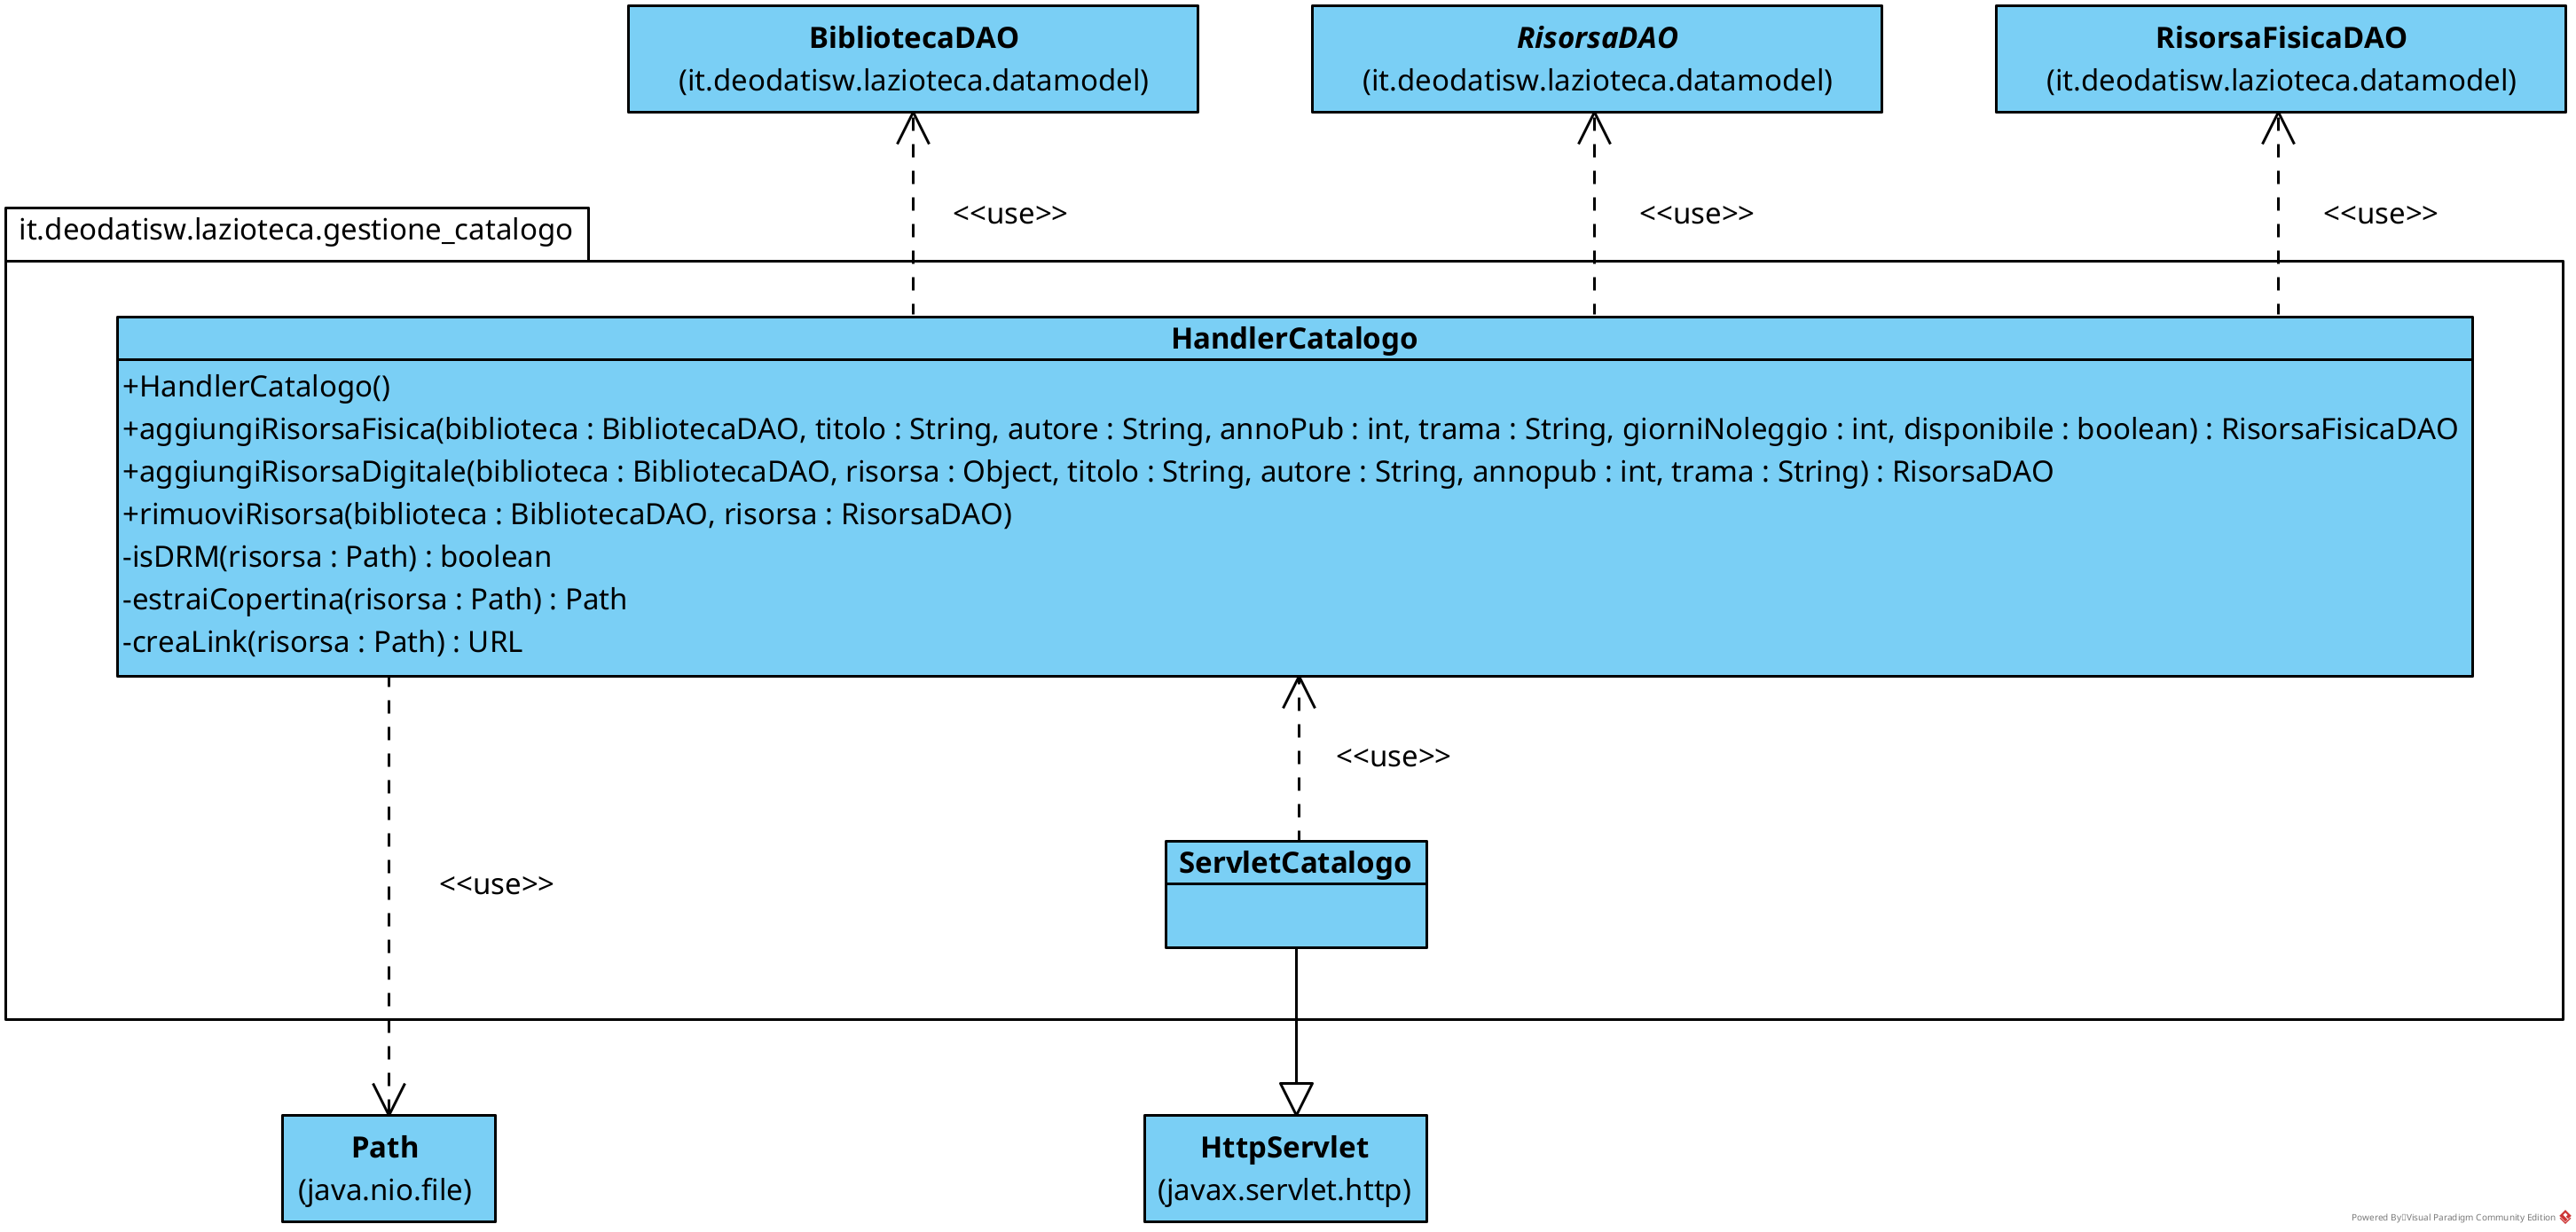 BibliotecaDAO
(it.deodatisw.lazioteca.datamodel)
RisorsaDAO
(it.deodatisw.lazioteca.datamodel)
RisorsaFisicaDAO
(it.deodatisw.lazioteca.datamodel)
<<use>>
<<use>>
<<use>>
it.deodatisw.lazioteca.gestione_catalogo
HandlerCatalogo
+HandlerCatalogo()
+aggiungiRisorsaFisica(biblioteca : BibliotecaDAO, titolo : String, autore : String, annoPub : int, trama : String, giorniNoleggio : int, disponibile : boolean) : RisorsaFisicaDAO
+aggiungiRisorsaDigitale(biblioteca : BibliotecaDAO, risorsa : Object, titolo : String, autore : String, annopub : int, trama : String) : RisorsaDAO
+rimuoviRisorsa(biblioteca : BibliotecaDAO, risorsa : RisorsaDAO)
-isDRM(risorsa : Path) : boolean
-estraiCopertina(risorsa : Path) : Path
-creaLink(risorsa : Path) : URL
<<use>>
ServletCatalogo
<<use>>
Path
(java.nio.file)
HttpServlet
(javax.servlet.http)
Powered By Visual Paradigm Community Edition